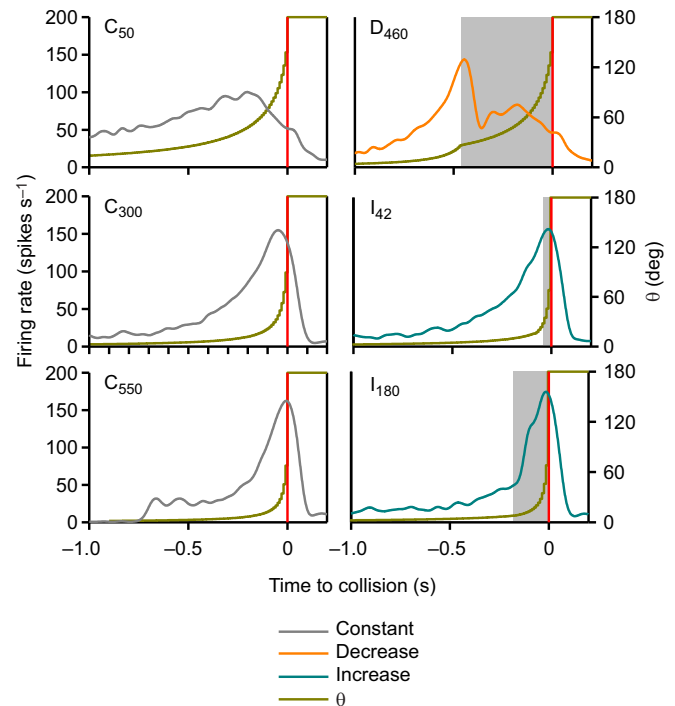 C50
D460
200
150
100
50
0
180
120
60
0
C300
I42
200
150
100
50
0
180
120
60
0
C550
I180
200
150
100
50
0
180
120
60
0
Firing rate (spikes s–1)
θ (deg)
–1.0 –0.5 0 –1.0 –0.5 0
Time to collision (s)
Constant
Decrease
Increase
θ